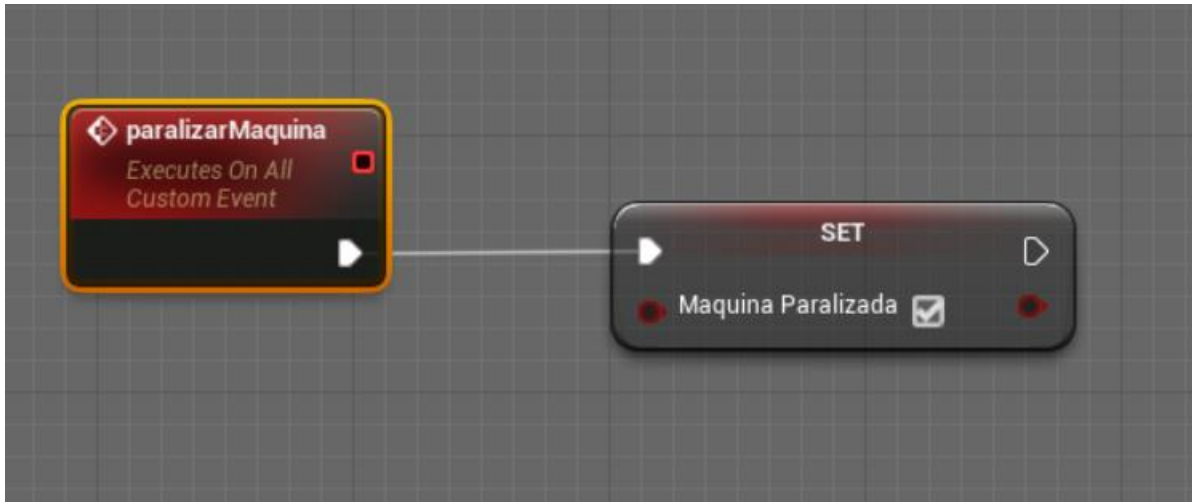 paralizarMaquina
Executes On All
Custom Event
SET
Maquina Paralizada